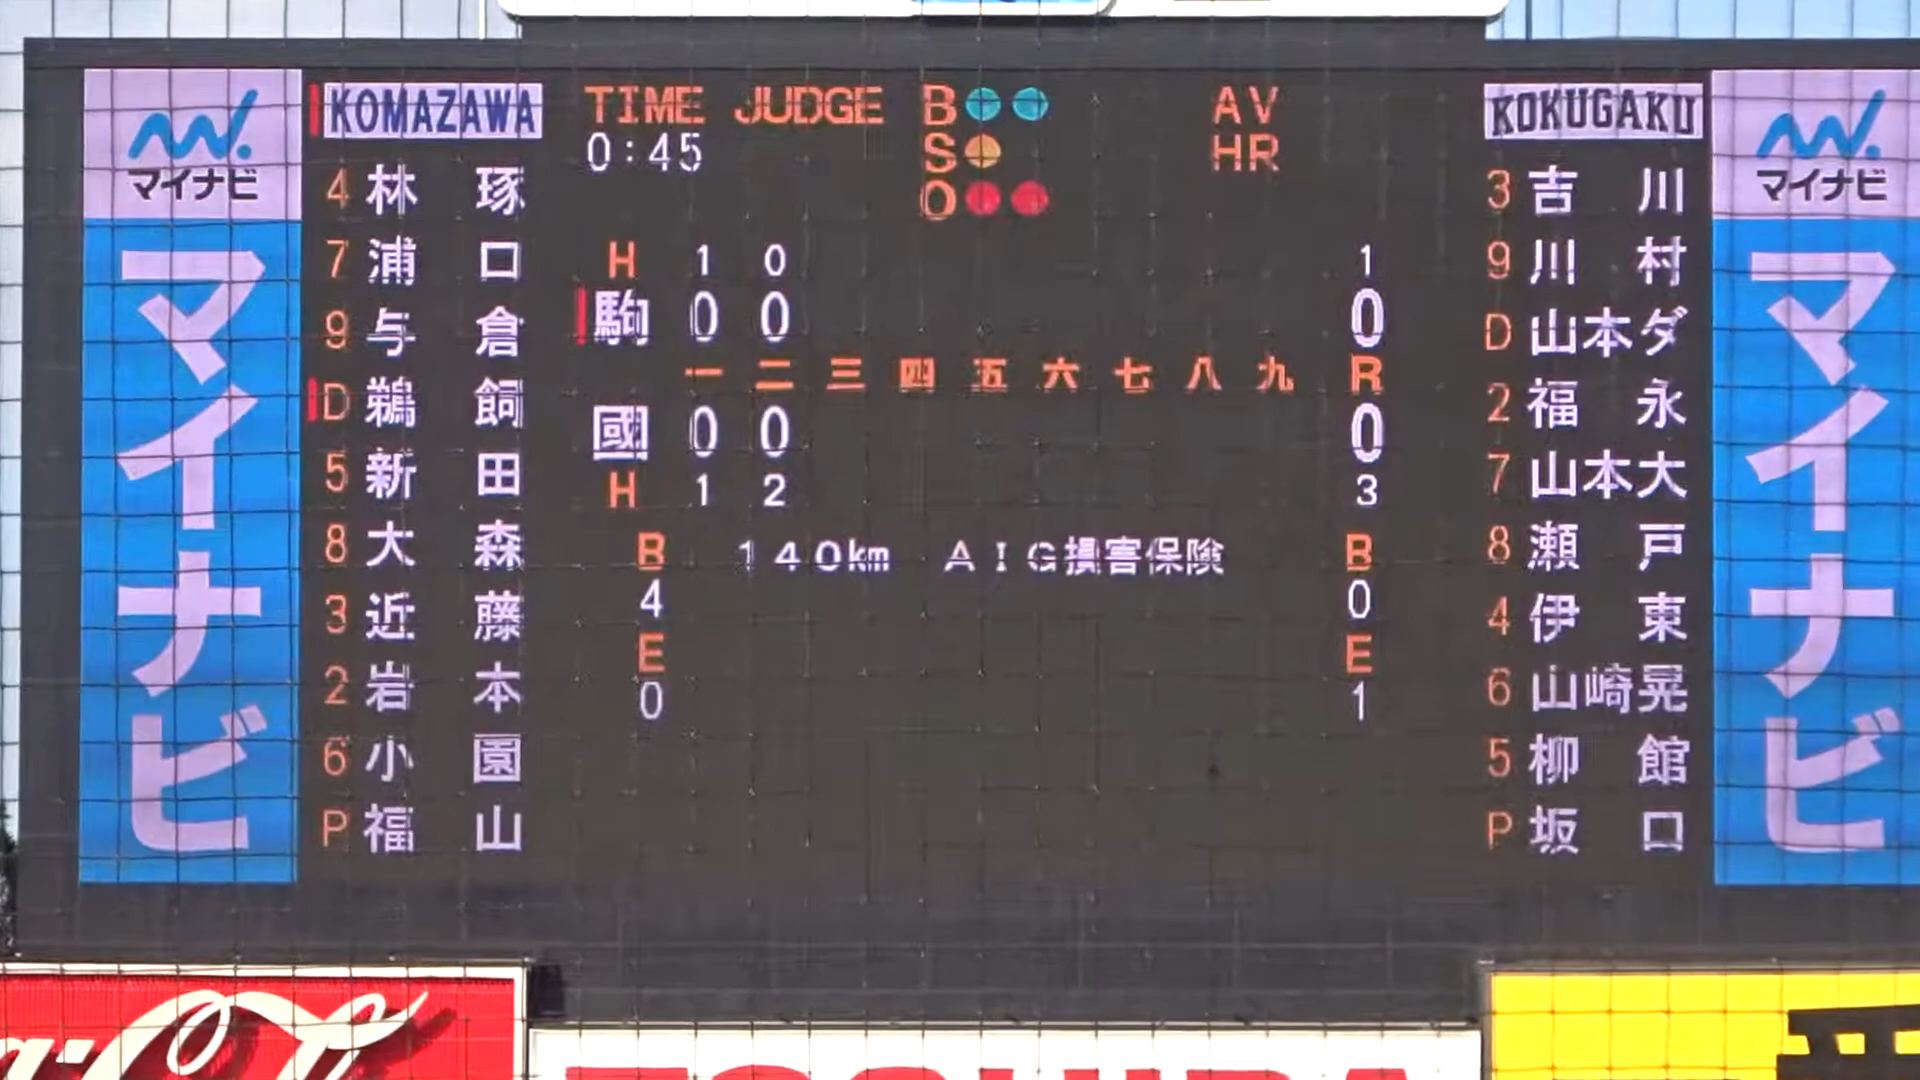 マイナビ
マイナビ
KOMAZAWA
4 林 琢
7 浦 口
9 与 倉
D 鵜 飼
5 新 田
8 大 森
3 近 藤
2 岩 本
6 小 園
P 福 山
TIME JUDGE B AV
0:45 S HR
O
H 1 0 1
駒 0 0 0
一 二 三 四 五 六 七 八 九 R
國 0 0 0
H 1 2 3
B 140km AIG損害保険 B
4 0
E E
0 1
KOKUGAKU
3 吉 川
9 川 村
D 山本ダ
2 福 永
7 山本大
8 瀬 戸
4 伊 東
6 山崎晃
5 柳 館
P 坂 口
マイナビ
マイナビ